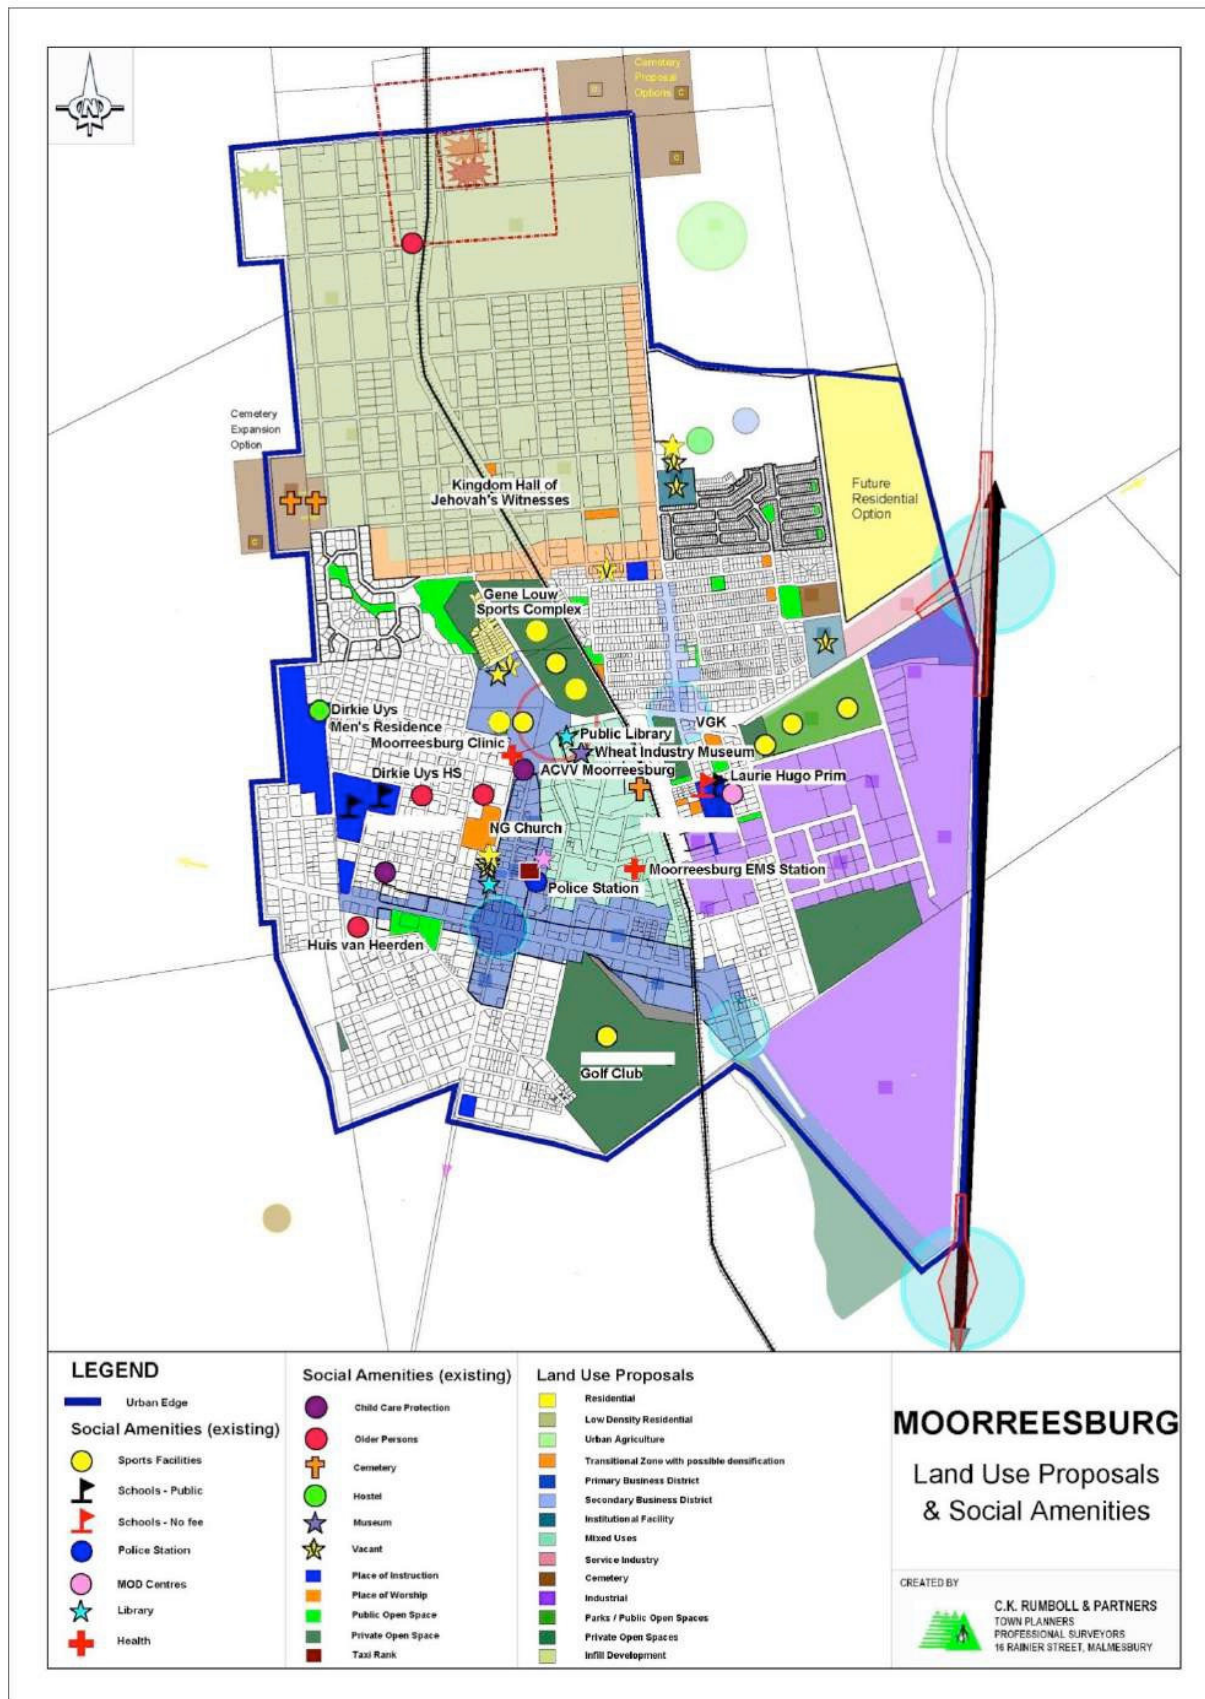 N
Cemetery
Proposal
Options
C
C
Cemetery
Expansion
Option
C
Kingdom Hall of
Jehovah's Witnesses
Future
Residential
Option
Gene Louw
Sports Complex
Dirkie Uys
Men's Residence
Moorreesburg Clinic
Public Library
VGK
Wheat Industry Museum
ACVV Moorreesburg
Dirkie Uys HS
Laurie Hugo Prim
NG Church
Moorreesburg EMS Station
Police Station
Huis van Heerden
Golf Club
LEGEND
Urban Edge
Social Amenities (existing)
Sports Facilities
Schools - Public
Schools - No fee
Police Station
MOD Centres
Library
Health
Social Amenities (existing)
Child Care Protection
Older Persons
Cemetery
Hostel
Museum
Vacant
Place of Instruction
Place of Worship
Public Open Space
Private Open Space
Taxi Rank
Land Use Proposals
Residential
Low Density Residential
Urban Agriculture
Transitional Zone with possible densification
Primary Business District
Secondary Business District
Institutional Facility
Mixed Uses
Service Industry
Cemetery
Industrial
Parks / Public Open Spaces
Private Open Spaces
Infill Development
MOORREESBURG
Land Use Proposals
& Social Amenities
CREATED BY
C.K. RUMBOLL & PARTNERS
TOWN PLANNERS
PROFESSIONAL SURVEYORS
16 RAINIER STREET, MALMESBURY